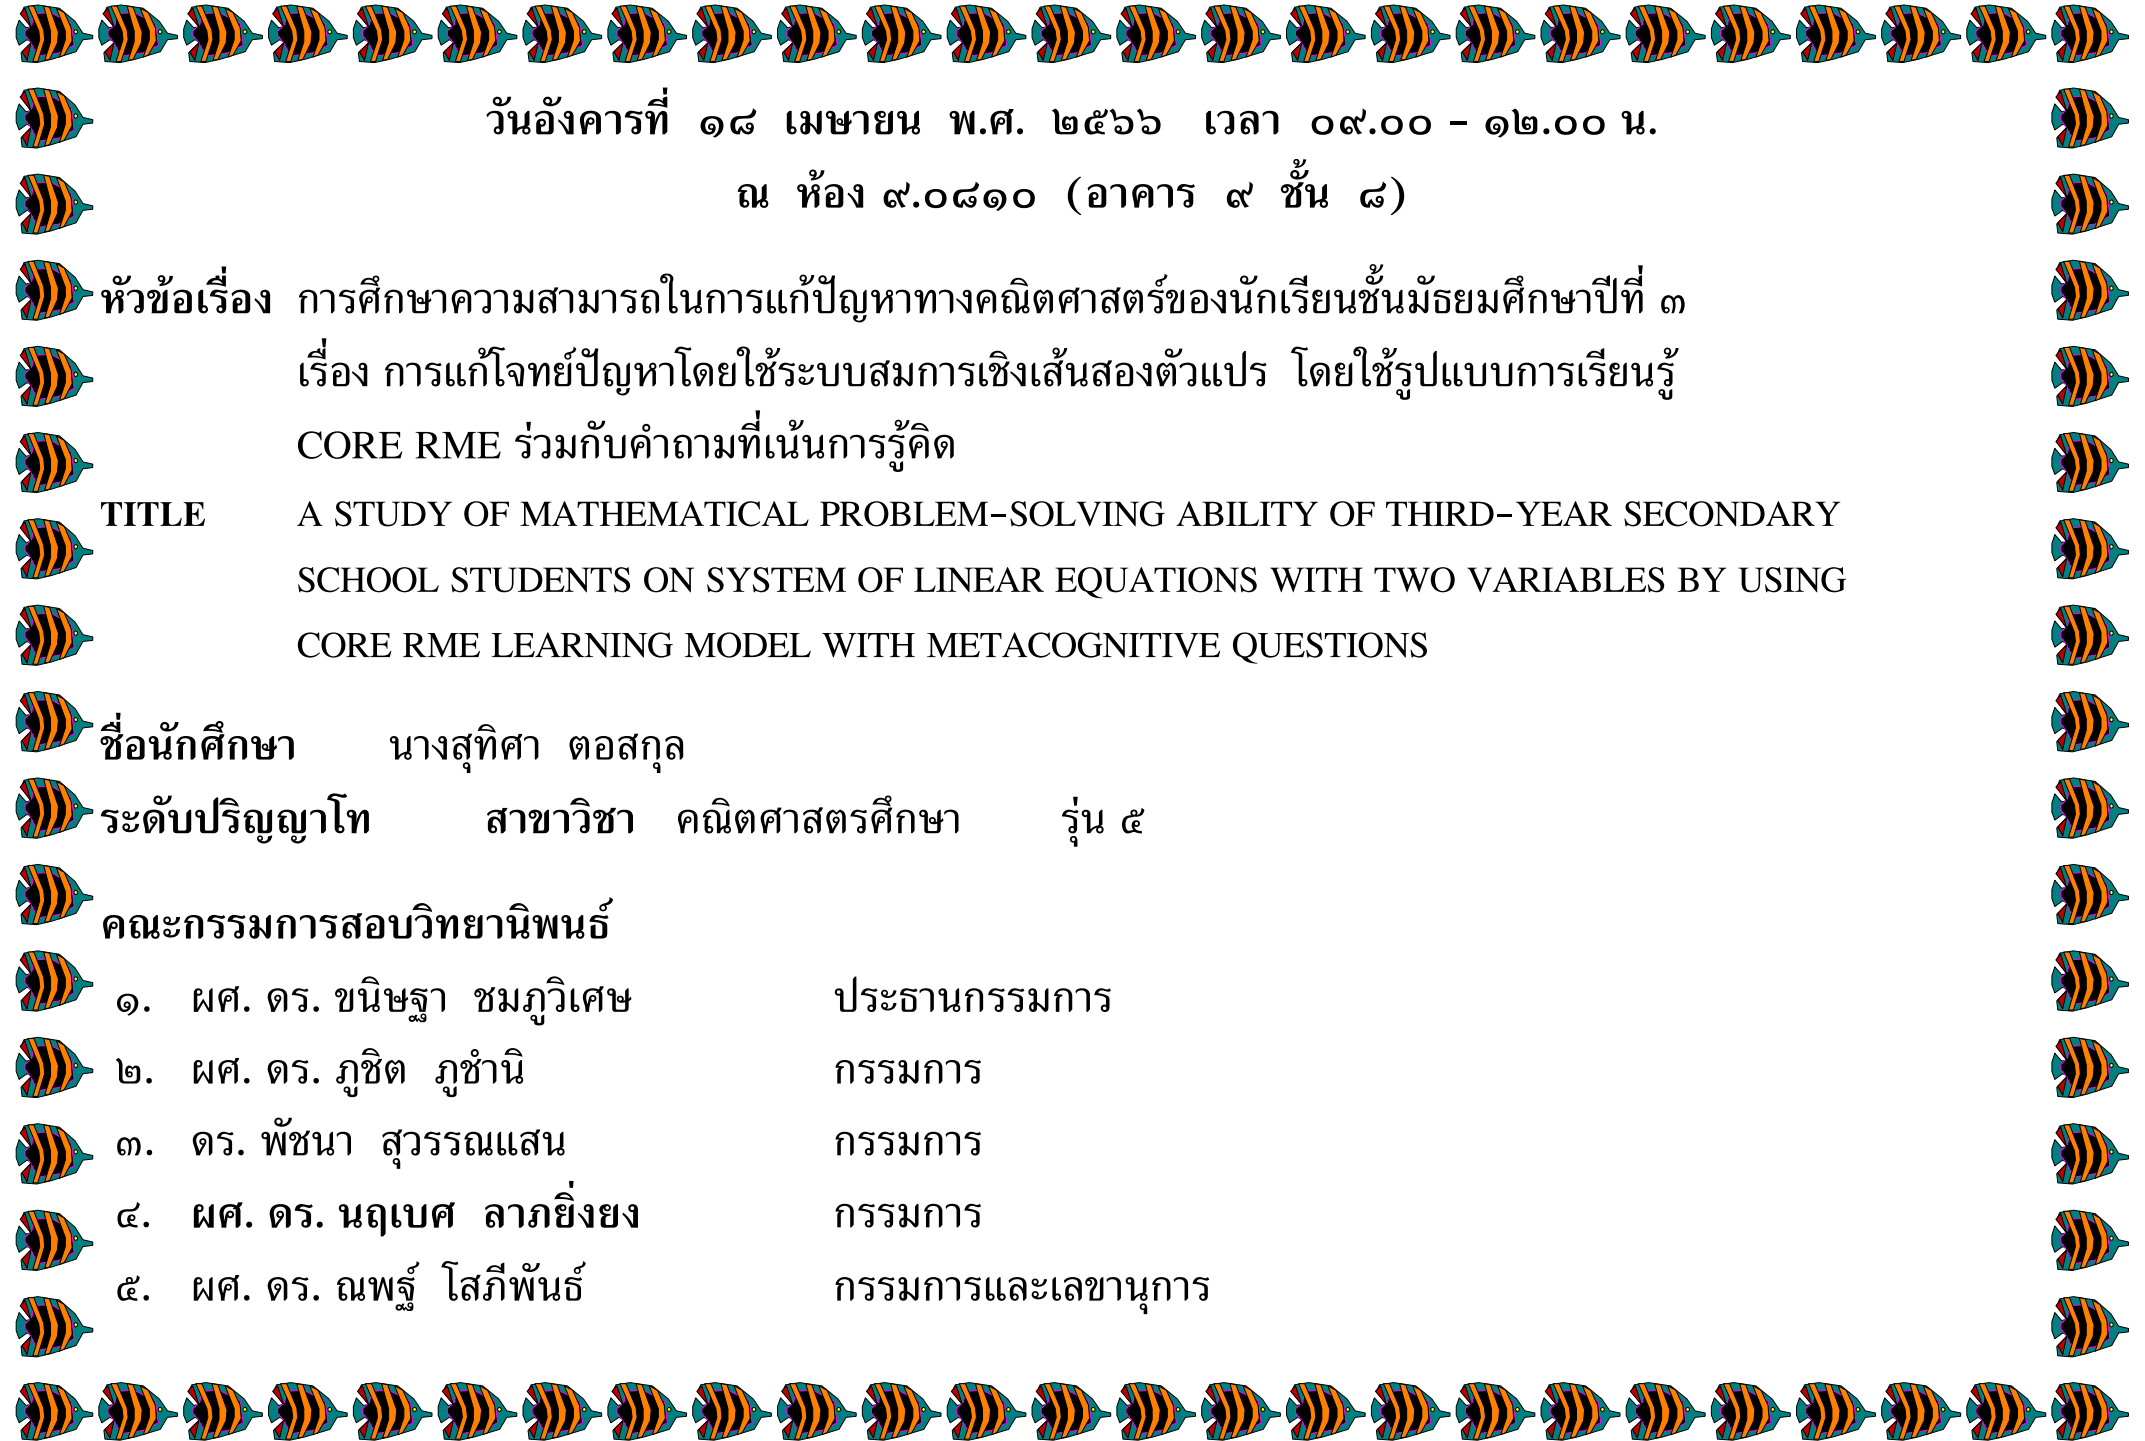 วันอังคารที่ ๑๘ เมษายน พ.ศ. ๒๕๖๖ เวลา ๐๙.๐๐ - ๑๒.๐๐ น.
ณ ห้อง ๙.๐๘๑๐ (อาคาร ๙ ชั้น ๘)
หัวข้อเรื่อง การศึกษาความสามารถในการแก้ปัญหาทางคณิตศาสตร์ของนักเรียนชั้นมัธยมศึกษาปีที่ ๓
เรื่อง การแก้โจทย์ปัญหาโดยใช้ระบบสมการเชิงเส้นสองตัวแปร โดยใช้รูปแบบการเรียนรู้
CORE RME ร่วมกับคำถามที่เน้นการรู้คิด
TITLE A STUDY OF MATHEMATICAL PROBLEM-SOLVING ABILITY OF THIRD-YEAR SECONDARY
SCHOOL STUDENTS ON SYSTEM OF LINEAR EQUATIONS WITH TWO VARIABLES BY USING
CORE RME LEARNING MODEL WITH METACOGNITIVE QUESTIONS
ชื่อนักศึกษา นางสุทิศา ตอสกุล
ระดับปริญญาโท สาขาวิชา คณิตศาสตรศึกษา รุ่น ๕
คณะกรรมการสอบวิทยานิพนธ์
๑. ผศ. ดร. ขนิษฐา ชมภูวิเศษ ประธานกรรมการ
๒. ผศ. ดร. ภูชิต ภูชำนิ กรรมการ
๓. ดร. พัชนา สุวรรณแสน กรรมการ
๔. ผศ. ดร. นฤเบศ ลาภยิ่งยง กรรมการ
๕. ผศ. ดร. ณพฐ์ โสภีพันธ์ กรรมการและเลขานุการ